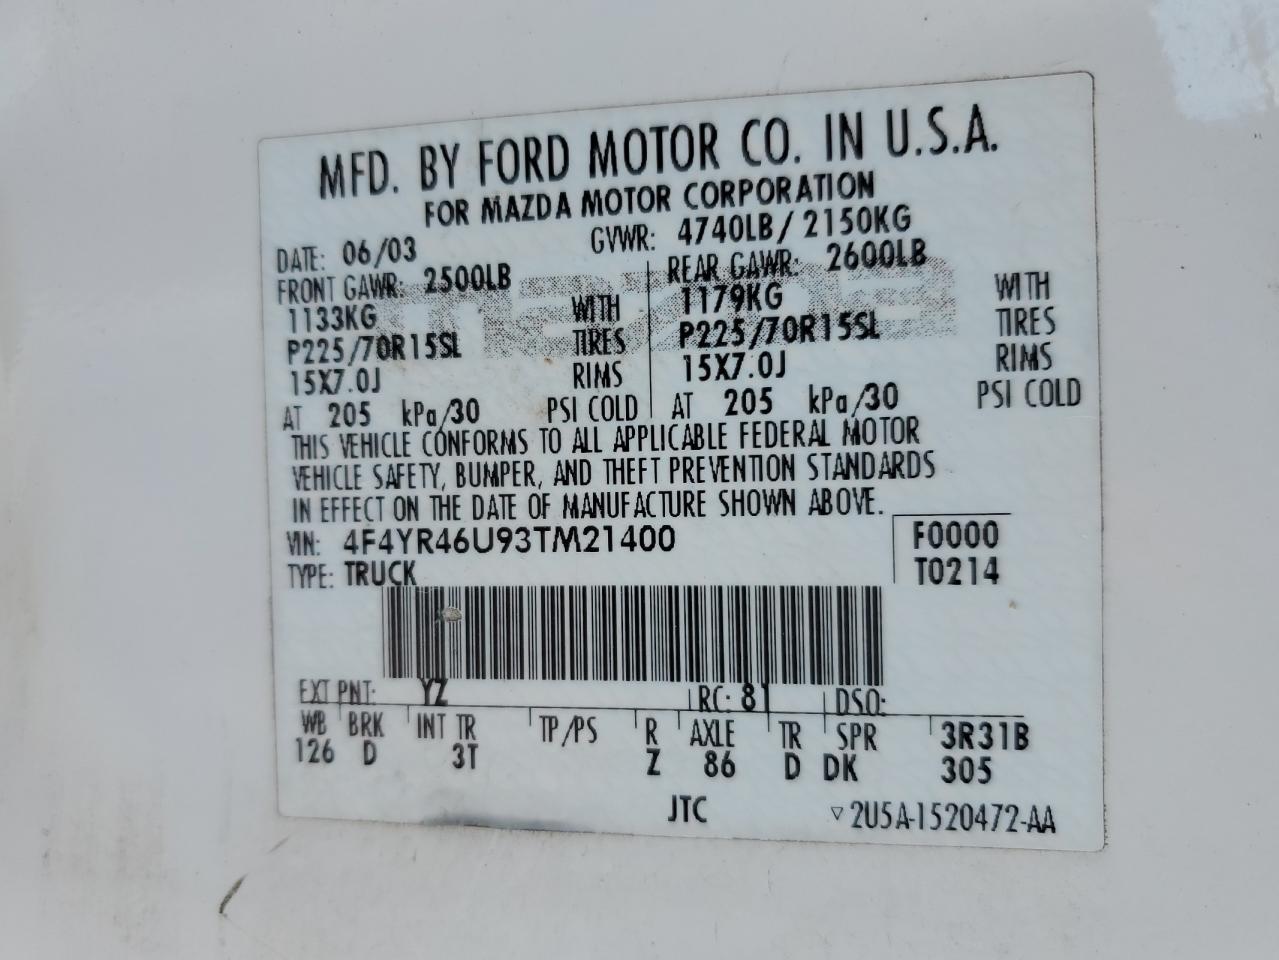 MFD. BY FORD MOTOR CO. IN U.S.A.
FOR MAZDA MOTOR CORPORATION
DATE: 06/03 GVWR: 4740LB/ 2150KG
FRONT GAWR: 2500LB REAR GAWR: 2600LB
1133KG WITH 1179KG WITH
P225/70R15SL TIRES P225/70R15SL TIRES
15X7.0J RIMS 15X7.0J RIMS
AT 205 kPa/30 PSI COLD AT 205 kPa/30 PSI COLD
THIS VEHICLE CONFORMS TO ALL APPLICABLE FEDERAL MOTOR
VEHICLE SAFETY, BUMPER, AND THEFT PREVENTION STANDARDS
IN EFFECT ON THE DATE OF MANUFACTURE SHOWN ABOVE.
VIN: 4F4YR46U93TM21400 F0000
TYPE: TRUCK T0214
EXT PNT: YZ RC: 81 DSO:
WB BRK INT TR TP/PS R AXLE TR SPR 3R31B
126 D 3T Z 86 D DK 305
JTC ▽2U5A-1520472-AA